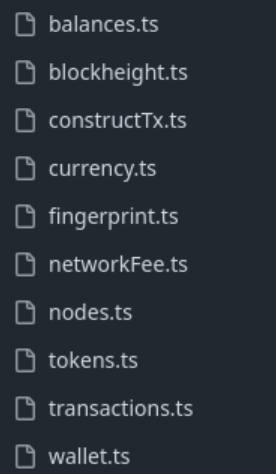 balances.ts
blockheight.ts
constructTx.ts
currency.ts
fingerprint.ts
networkFee.ts
nodes.ts
tokens.ts
transactions.ts
wallet.ts